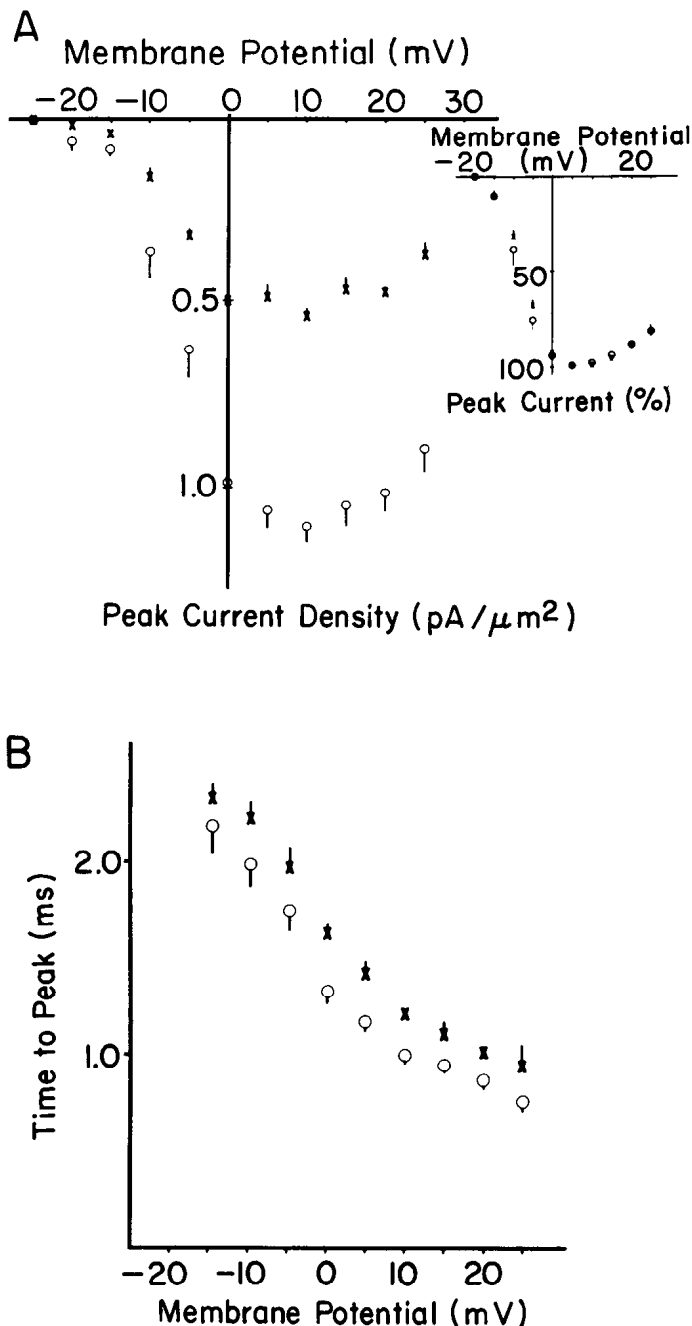 A
Membrane Potential (mV)
-20 -10 0 10 20 30
Membrane Potential
(mV)
-20 20
50
0.5
100
Peak Current (%)
1.0
Peak Current Density (pA/μm²)
B
2.0
Time to Peak (ms)
1.0
-20 -10 0 10 20
Membrane Potential (mV)